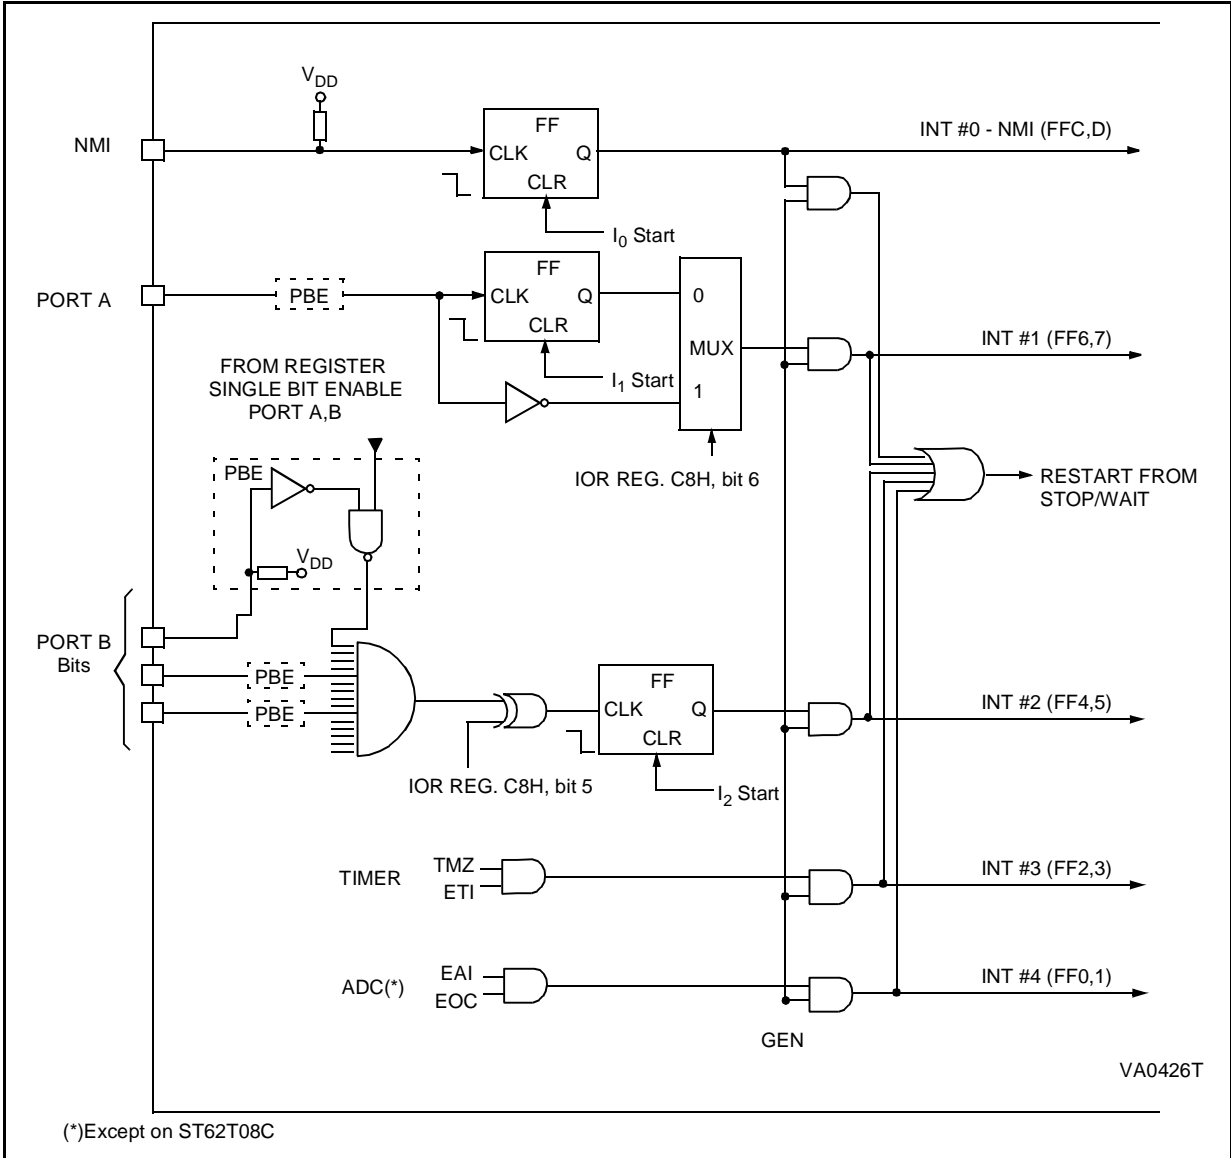 V_DD
NMI
FF
CLK Q
CLR
INT #0 - NMI (FFC,D)
I_0 Start
PORT A
PBE
FF
CLK Q
CLR
0
MUX
1
INT #1 (FF6,7)
I_1 Start
FROM REGISTER
SINGLE BIT ENABLE
PORT A,B
IOR REG. C8H, bit 6
RESTART FROM
STOP/WAIT
PBE
V_DD
PORT B
Bits
PBE
PBE
FF
CLK Q
CLR
INT #2 (FF4,5)
IOR REG. C8H, bit 5
I_2 Start
TIMER
TMZ
ETI
INT #3 (FF2,3)
ADC(*)
EAI
EOC
INT #4 (FF0,1)
GEN
VA0426T
(*)Except on ST62T08C